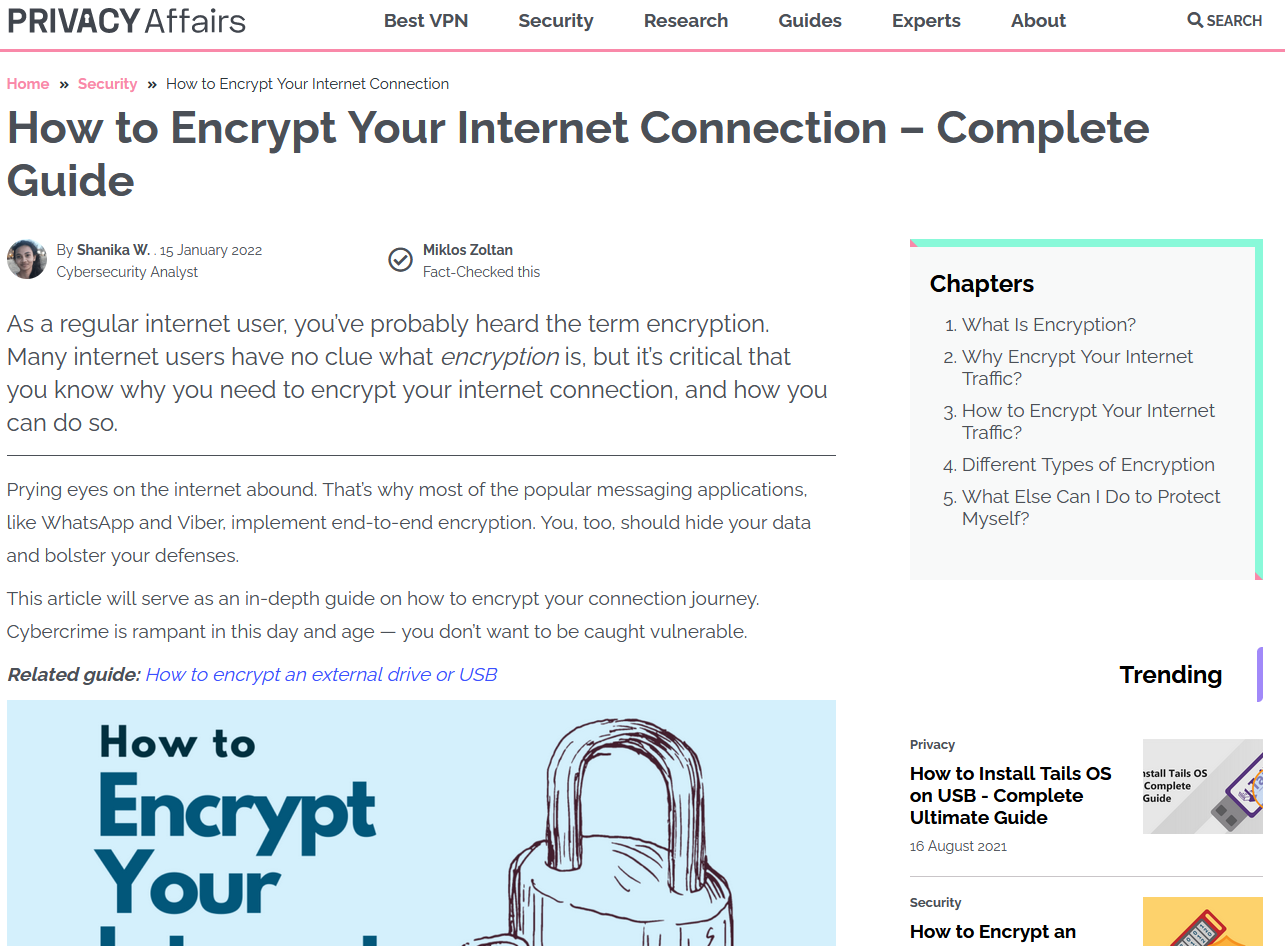 PRIVACY Affairs
Best VPN
Security
Research
Guides
Experts
About
SEARCH
Home » Security » How to Encrypt Your Internet Connection
How to Encrypt Your Internet Connection – Complete
Guide
By Shanika W. . 15 January 2022
Cybersecurity Analyst
Miklos Zoltan
Fact-Checked this
As a regular internet user, you’ve probably heard the term encryption.
Many internet users have no clue what encryption is, but it’s critical that
you know why you need to encrypt your internet connection, and how you
can do so.
Prying eyes on the internet abound. That’s why most of the popular messaging applications,
like WhatsApp and Viber, implement end-to-end encryption. You, too, should hide your data
and bolster your defenses.
This article will serve as an in-depth guide on how to encrypt your connection journey.
Cybercrime is rampant in this day and age — you don’t want to be caught vulnerable.
Related guide: How to encrypt an external drive or USB
How to
Encrypt
Your
Chapters
1. What Is Encryption?
2. Why Encrypt Your Internet
Traffic?
3. How to Encrypt Your Internet
Traffic?
4. Different Types of Encryption
5. What Else Can I Do to Protect
Myself?
Trending
Privacy
How to Install Tails OS
on USB - Complete
Ultimate Guide
16 August 2021
nstall Tails OS
Complete
Guide
Security
How to Encrypt an